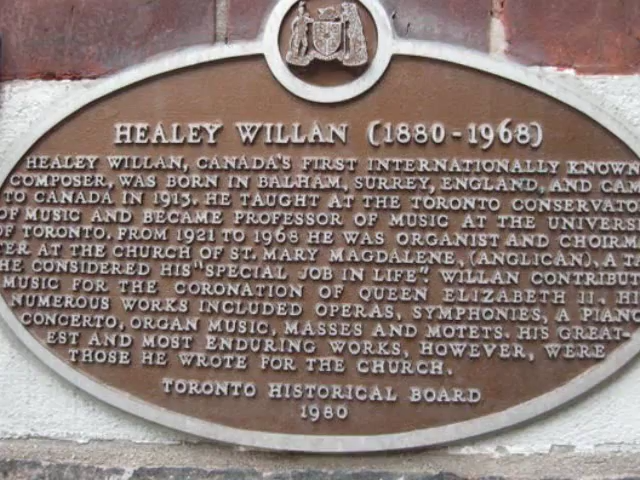 HEALEY WILLAN (1880-1968)
HEALEY WILLAN, CANADA'S FIRST INTERNATIONALLY KNOWN
COMPOSER, WAS BORN IN BALHAM, SURREY, ENGLAND, AND CAM
TO CANADA IN 1913. HE TAUGHT AT THE TORONTO CONSERVATO
OF MUSIC AND BECAME PROFESSOR OF MUSIC AT THE UNIVERS
OF TORONTO. FROM 1921 TO 1968 HE WAS ORGANIST AND CHOIRM
TER AT THE CHURCH OF ST. MARY MAGDALENE, (ANGLICAN), A TA
HE CONSIDERED HIS "SPECIAL JOB IN LIFE". WILLAN CONTRIBUT
MUSIC FOR THE CORONATION OF QUEEN ELIZABETH II. HI
NUMEROUS WORKS INCLUDED OPERAS, SYMPHONIES, A PIANO
CONCERTO, ORGAN MUSIC, MASSES AND MOTETS. HIS GREAT-
EST AND MOST ENDURING WORKS, HOWEVER, WERE
THOSE HE WROTE FOR THE CHURCH.
TORONTO HISTORICAL BOARD
1980